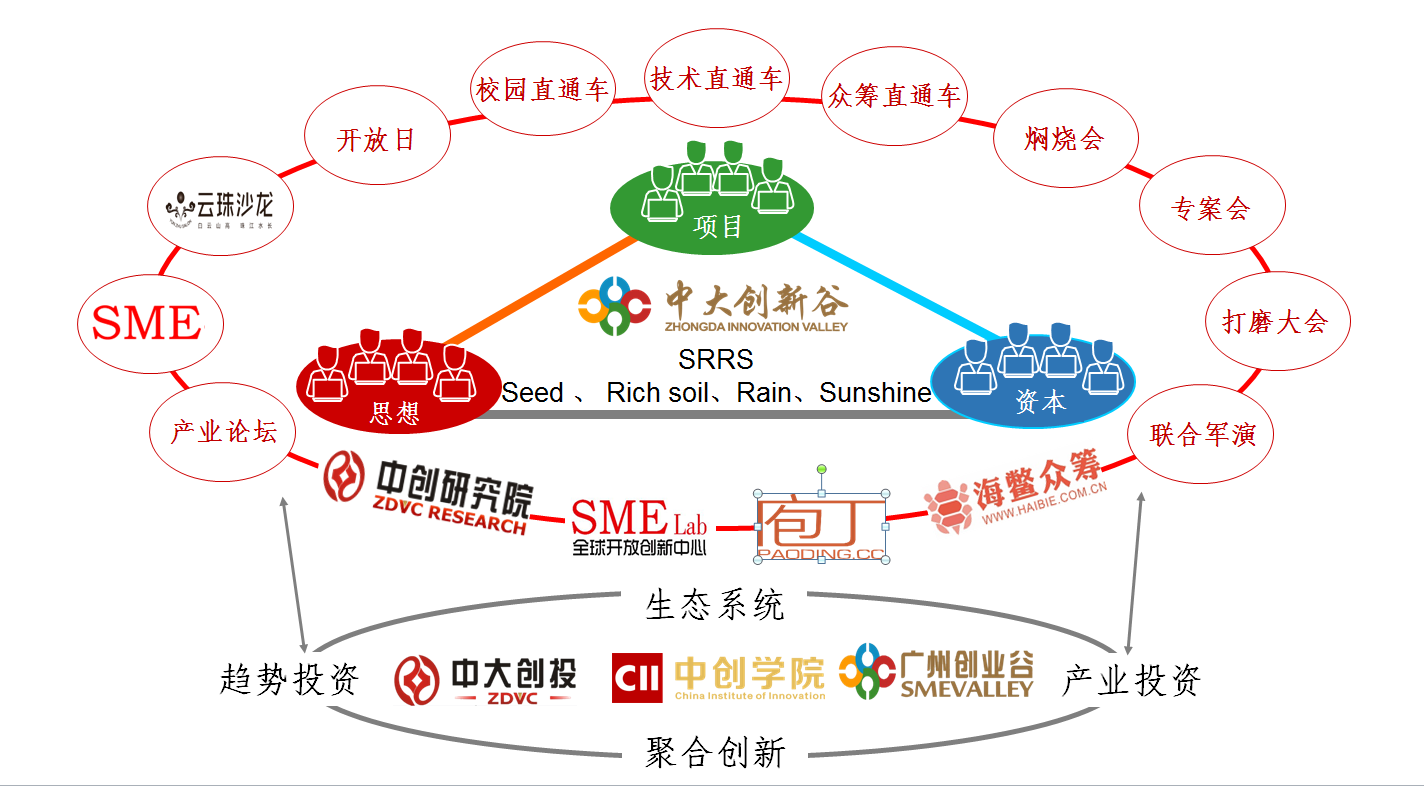 校园直通车
技术直通车
众筹直通车
开放日
焖烧会
云珠沙龙
白云山高 珠江水长
项目
专案会
SME
中大创新谷
ZHONGDA INNOVATION VALLEY
打磨大会
SRRS
Seed 、 Rich soil、Rain、Sunshine
思想
资本
产业论坛
联合军演
中创研究院
ZDVC RESEARCH
SME Lab
全球开放创新中心
庖丁
PAODING.CC
海鳖众筹
WWW.HAIBIE.COM.CN
生态系统
趋势投资
中大创投
ZDVC
CII
中创学院
China Institute of Innovation
广州创业谷
SMEVALLEY
产业投资
聚合创新